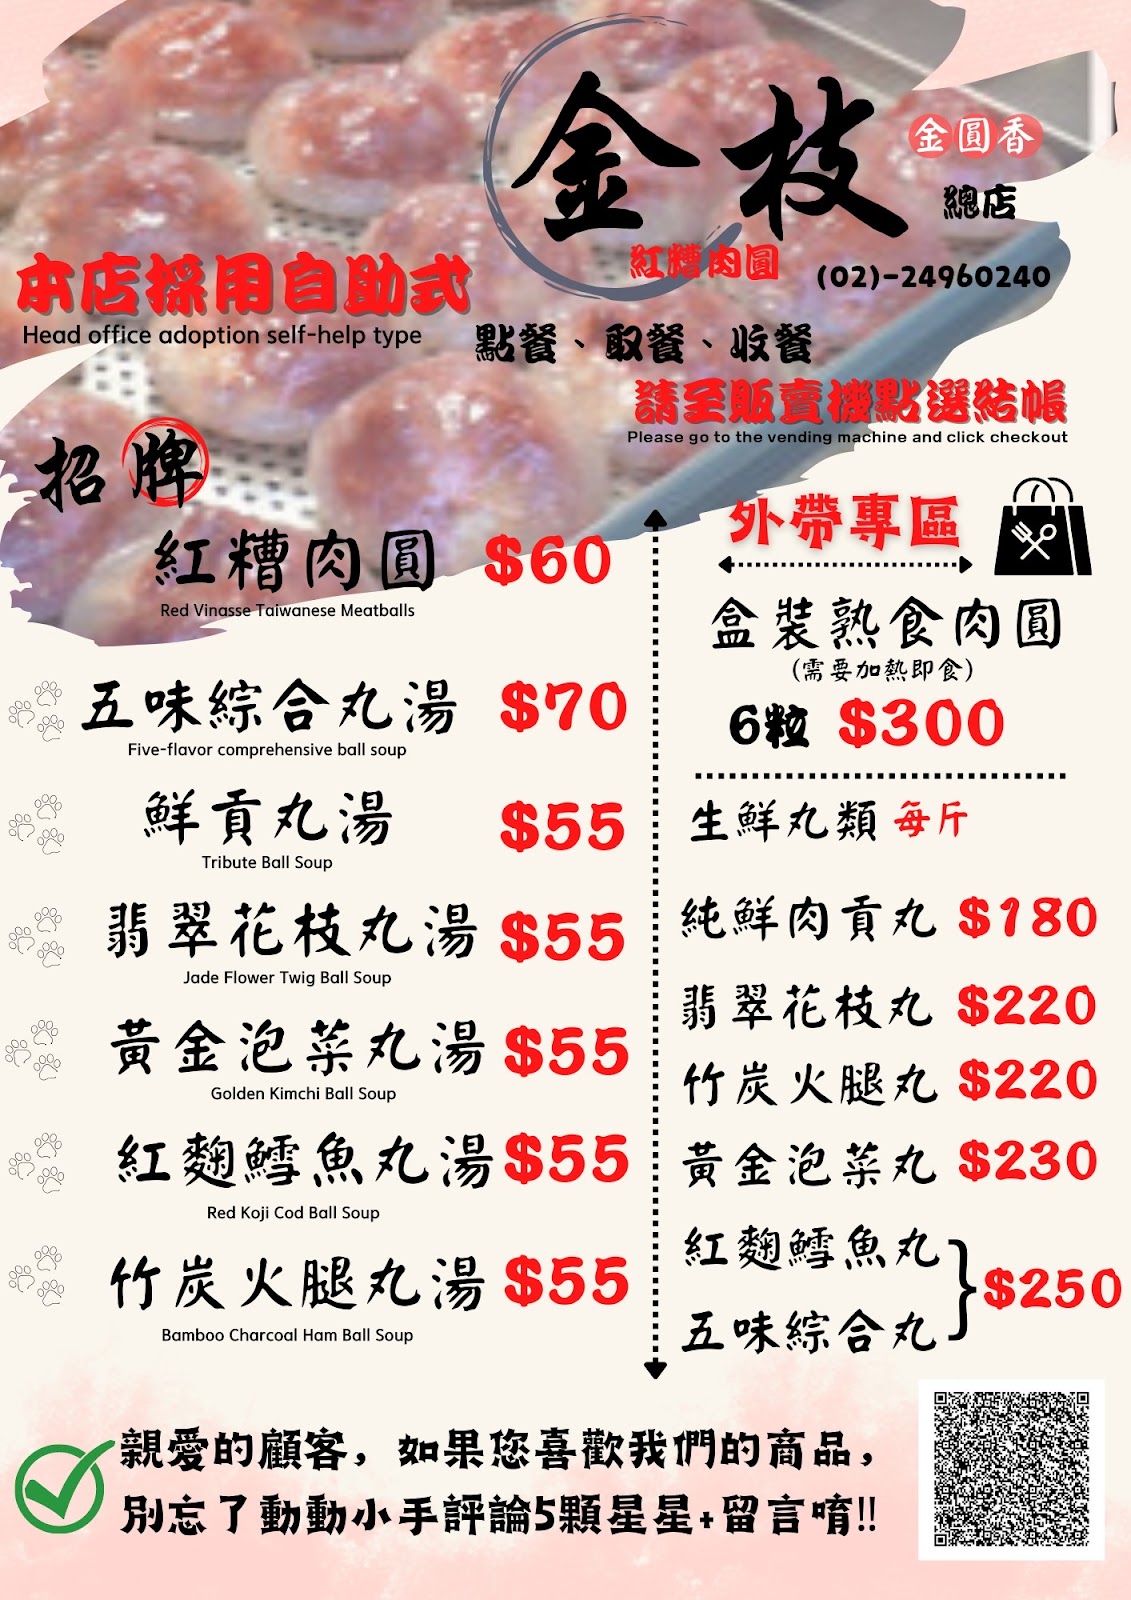 金枝
金圓香
總店
紅糟肉圓
(02)-24960240
本店採用自助式
Head office adoption self-help type
點餐、取餐、收餐
請至販賣機點選結帳
Please go to the vending machine and click checkout
招牌
紅糟肉圓 $60
Red Vinasse Taiwanese Meatballs
五味綜合丸湯 $70
Five-flavor comprehensive ball soup
鮮貢丸湯 $55
Tribute Ball Soup
翡翠花枝丸湯 $55
Jade Flower Twig Ball Soup
黃金泡菜丸湯 $55
Golden Kimchi Ball Soup
紅麴鱈魚丸湯 $55
Red Koji Cod Ball Soup
竹炭火腿丸湯 $55
Bamboo Charcoal Ham Ball Soup
外帶專區
盒裝熟食肉圓
(需要加熱即食)
6粒 $300
生鮮丸類 每斤
純鮮肉貢丸 $180
翡翠花枝丸 $220
竹炭火腿丸 $220
黃金泡菜丸 $230
紅麴鱈魚丸
五味綜合丸
$250
親愛的顧客，如果您喜歡我們的商品，
別忘了動動小手評論5顆星星+留言唷!!